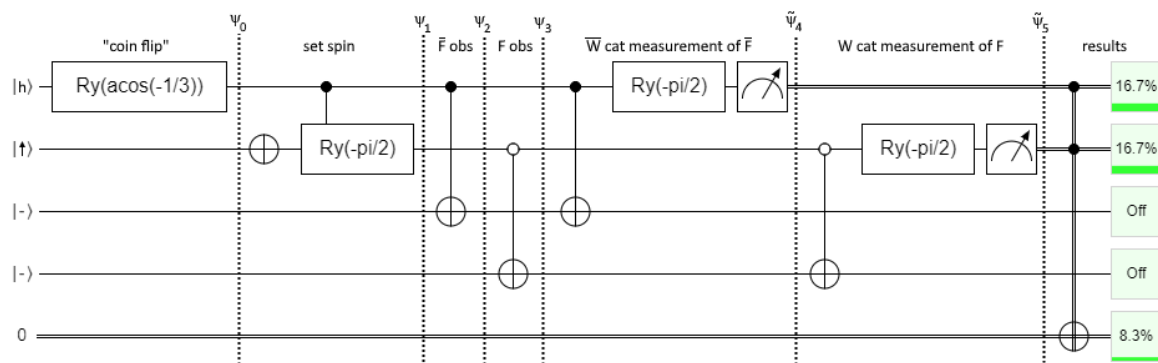 Ψ0 Ψ1 Ψ2 Ψ3 Ψ̃4 Ψ̃5
"coin flip" set spin F̅ obs F obs W̅ cat measurement of F̅ W cat measurement of F results
|h⟩ Ry(acos(-1/3)) Ry(-pi/2) 16.7%
|↑⟩ Ry(-pi/2) Ry(-pi/2) 16.7%
|-⟩ Off
|-⟩ Off
0 8.3%